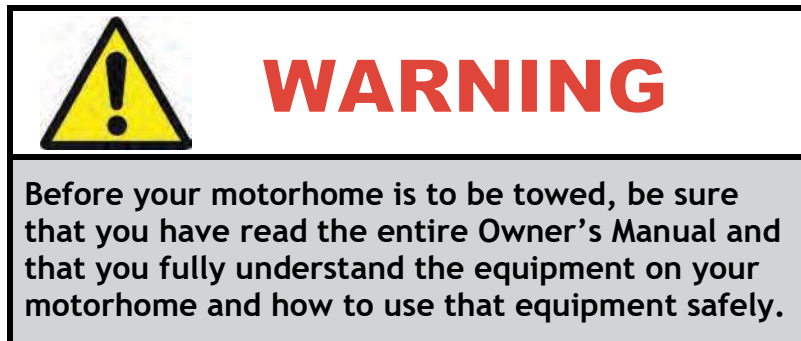 WARNING
Before your motorhome is to be towed, be sure
that you have read the entire Owner’s Manual and
that you fully understand the equipment on your
motorhome and how to use that equipment safely.